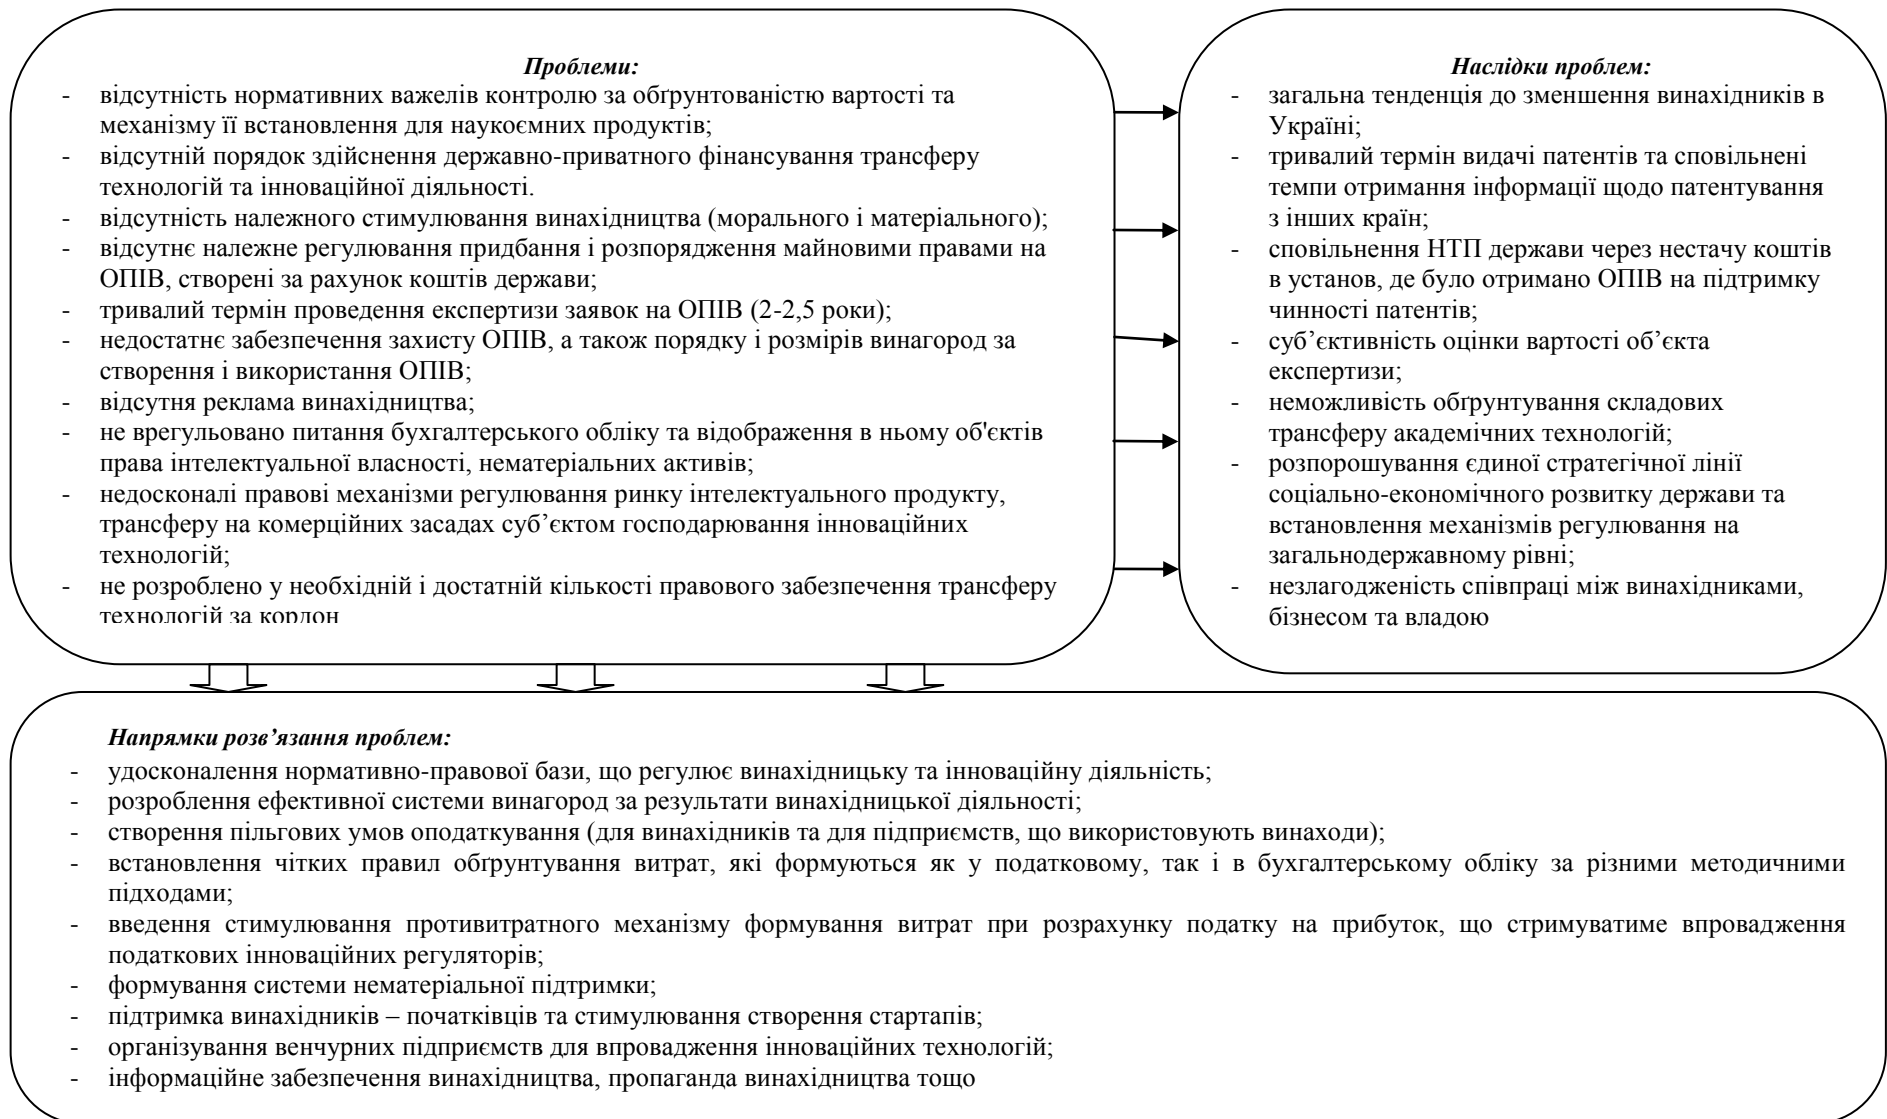 Проблеми:
- відсутність нормативних важелів контролю за обґрунтованістю вартості та
механізму її встановлення для наукоємних продуктів;
- відсутній порядок здійснення державно-приватного фінансування трансферу
технологій та інноваційної діяльності.
- відсутність належного стимулювання винахідництва (морального і матеріального);
- відсутнє належне регулювання придбання і розпорядження майновими правами на
ОПІВ, створені за рахунок коштів держави;
- тривалий термін проведення експертизи заявок на ОПІВ (2-2,5 роки);
- недостатнє забезпечення захисту ОПІВ, а також порядку і розмірів винагород за
створення і використання ОПІВ;
- відсутня реклама винахідництва;
- не врегульовано питання бухгалтерського обліку та відображення в ньому об'єктів
права інтелектуальної власності, нематеріальних активів;
- недосконалі правові механізми регулювання ринку інтелектуального продукту,
трансферу на комерційних засадах суб’єктом господарювання інноваційних
технологій;
- не розроблено у необхідній і достатній кількості правового забезпечення трансферу
технологій за кордон
Наслідки проблем:
- загальна тенденція до зменшення винахідників в
Україні;
- тривалий термін видачі патентів та сповільнені
темпи отримання інформації щодо патентування
з інших країн;
- сповільнення НТП держави через нестачу коштів
в установ, де було отримано ОПІВ на підтримку
чинності патентів;
- суб’єктивність оцінки вартості об’єкта
експертизи;
- неможливість обґрунтування складових
трансферу академічних технологій;
- розпорошування єдиної стратегічної лінії
соціально-економічного розвитку держави та
встановлення механізмів регулювання на
загальнодержавному рівні;
- незлагодженість співпраці між винахідниками,
бізнесом та владою
Напрямки розв’язання проблем:
- удосконалення нормативно-правової бази, що регулює винахідницьку та інноваційну діяльність;
- розроблення ефективної системи винагород за результати винахідницької діяльності;
- створення пільгових умов оподаткування (для винахідників та для підприємств, що використовують винаходи);
- встановлення чітких правил обґрунтування витрат, які формуються як у податковому, так і в бухгалтерському обліку за різними методичними
підходами;
- введення стимулювання противитратного механізму формування витрат при розрахунку податку на прибуток, що стримуватиме впровадження
податкових інноваційних регуляторів;
- формування системи нематеріальної підтримки;
- підтримка винахідників – початківців та стимулювання створення стартапів;
- організування венчурних підприємств для впровадження інноваційних технологій;
- інформаційне забезпечення винахідництва, пропаганда винахідництва тощо